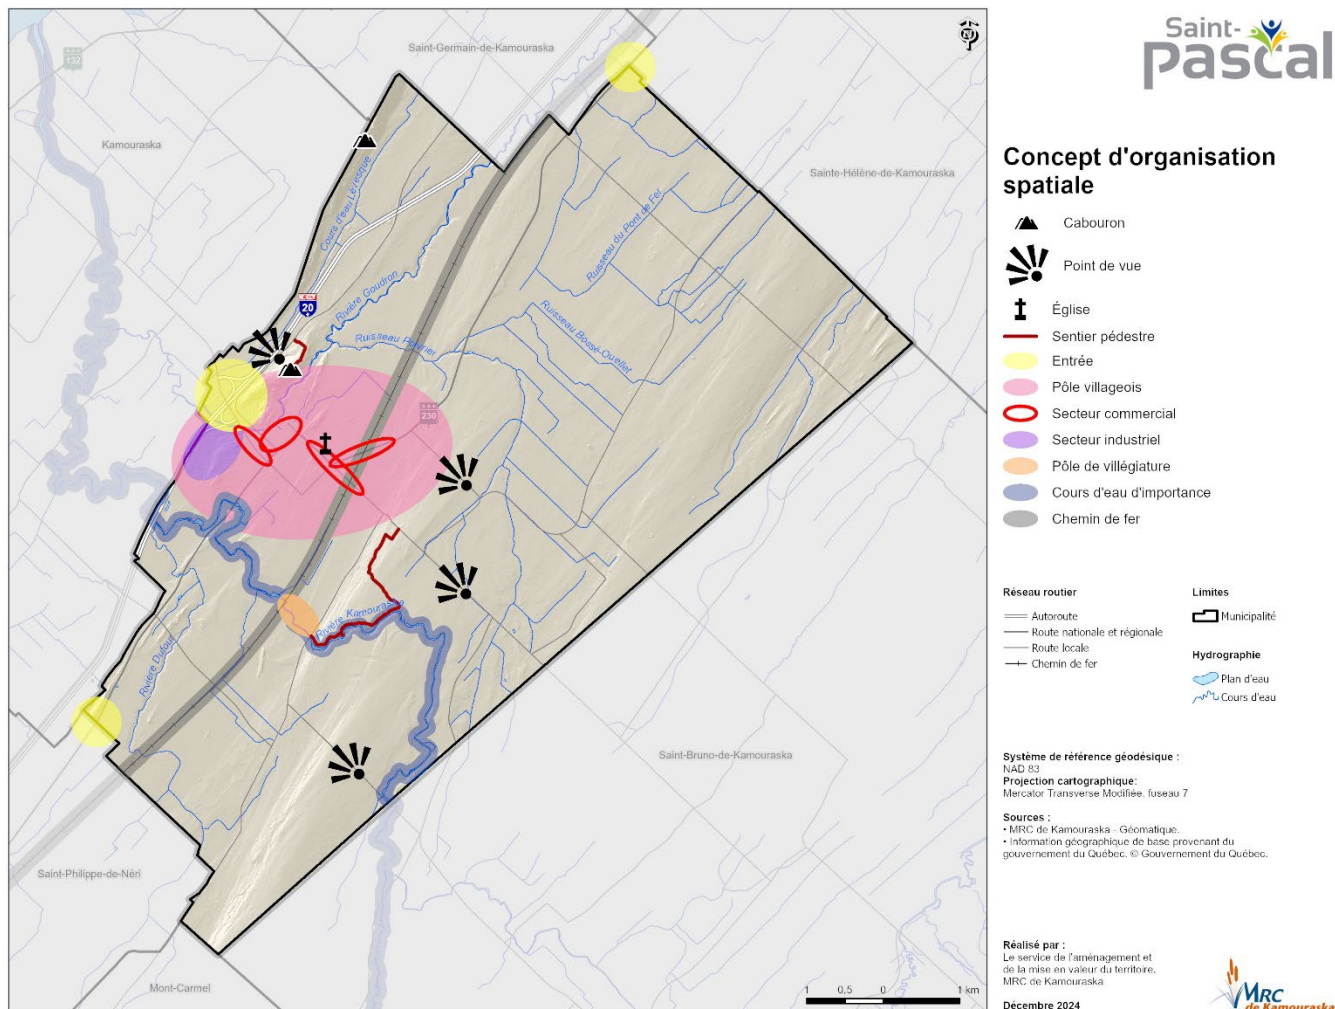 Saint-Germain-de-Kamouraska
132
Kamouraska
Sainte-Hélène-de-Kamouraska
Cours d'eau Levesque
Ruisseau du Pont de Fer
Rivière Goudron
20
Ruisseau Bossé-Ouellet
Ruisseau Poirier
230
Rivière Kamouraska
Rivière Dufour
Saint-Bruno-de-Kamouraska
Saint-Philippe-de-Néri
Mont-Carmel
1 0,5 0 1 km
N
Saint-
pascal
Concept d'organisation
spatiale
Cabouron
Point de vue
Église
Sentier pédestre
Entrée
Pôle villageois
Secteur commercial
Secteur industriel
Pôle de villégiature
Cours d'eau d'importance
Chemin de fer
Réseau routier
Autoroute
Route nationale et régionale
Route locale
Chemin de fer
Limites
Municipalité
Hydrographie
Plan d'eau
Cours d'eau
Système de référence géodésique :
NAD 83
Projection cartographique:
Mercator Transverse Modifiée, fuseau 7
Sources :
• MRC de Kamouraska - Géomatique.
• Information géographique de base provenant du
gouvernement du Québec. © Gouvernement du Québec.
Réalisé par :
Le service de l'aménagement et
de la mise en valeur du territoire,
MRC de Kamouraska
Décembre 2024
MRC
de Kamouraska